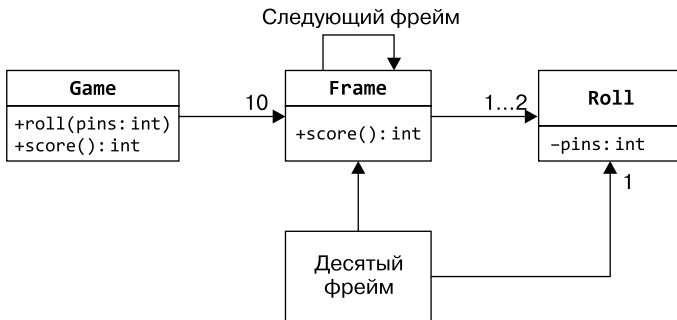 Следующий фрейм
Game
+roll(pins: int)
+score(): int
10
Frame
+score(): int
1...2
Roll
–pins: int
1
Десятый
фрейм